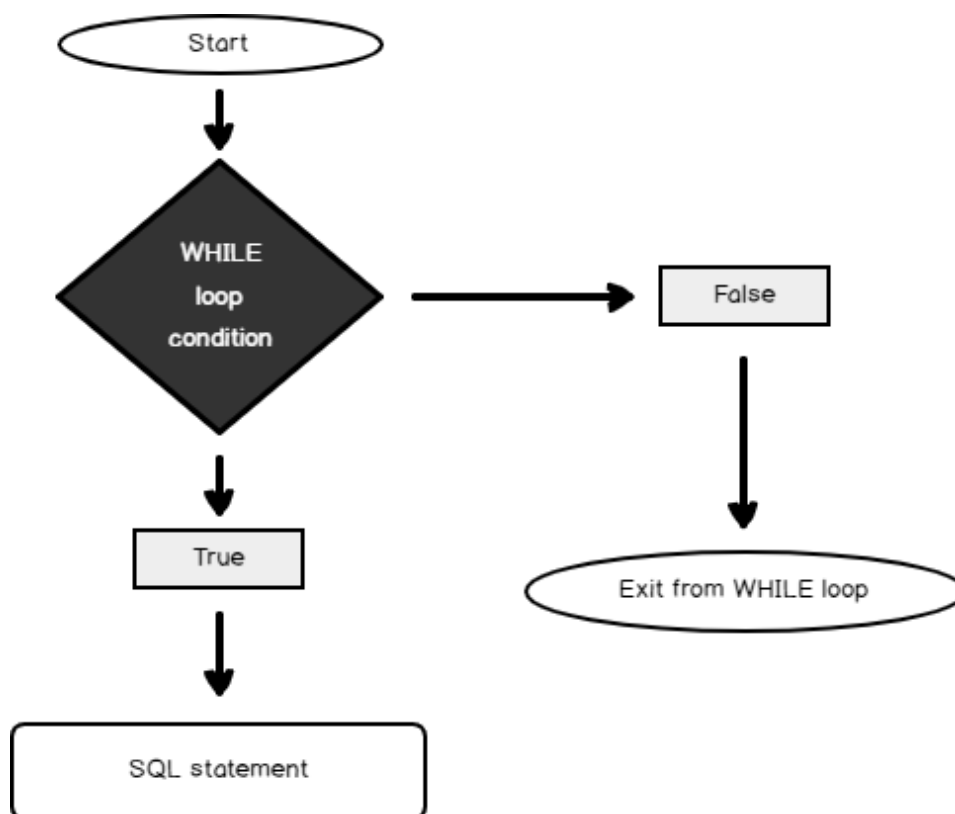 Start
WHILE
loop
condition
False
True
Exit from WHILE loop
SQL statement